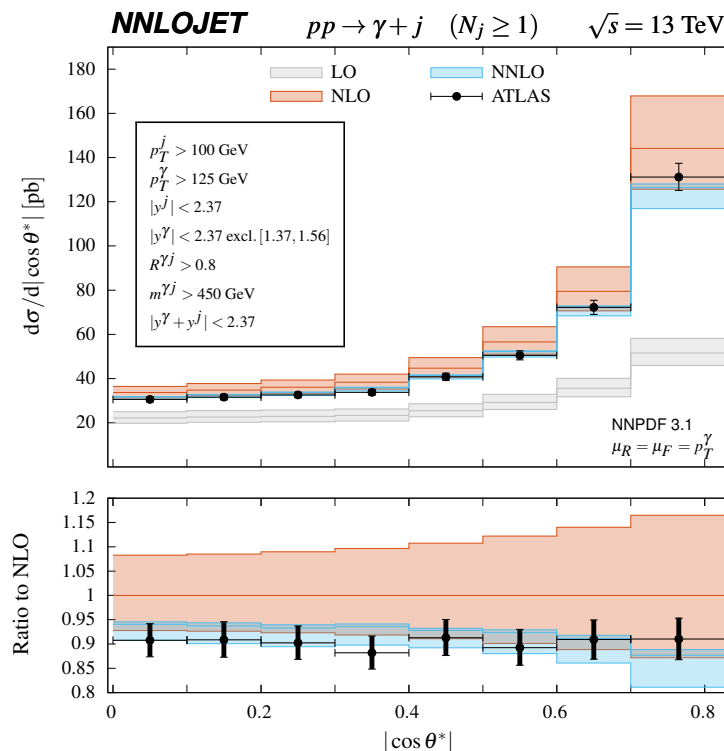 NNLOJET pp → γ + j (N_j ≥ 1) √s = 13 TeV
LO
NLO
NNLO
ATLAS
p_T^j > 100 GeV
p_T^γ > 125 GeV
|y^j| < 2.37
|y^γ| < 2.37 excl. [1.37, 1.56]
R^{γj} > 0.8
m^{γj} > 450 GeV
|y^γ + y^j| < 2.37
NNPDF 3.1
μ_R = μ_F = p_T^γ
dσ/d|cos θ*| [pb]
180
160
140
120
100
80
60
40
20
Ratio to NLO
1.2
1.15
1.1
1.05
1
0.95
0.9
0.85
0.8
0 0.2 0.4 0.6 0.8
|cos θ*|